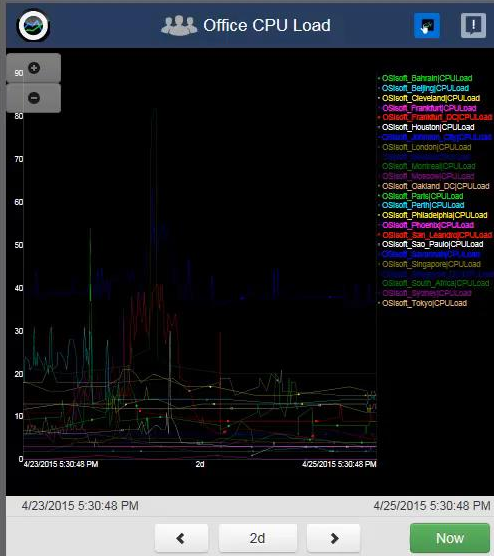 Office CPU Load
!
90
80
70
60
50
40
30
20
10
0
OSIsoft_Bahrain|CPULoad
OSIsoft_Beijing|CPULoad
OSIsoft_Cleveland|CPULoad
OSIsoft_Frankfurt|CPULoad
OSIsoft_Frankfurt_DC|CPULoad
OSIsoft_Houston|CPULoad
OSIsoft_Johnson_City|CPULoad
OSIsoft_London|CPULoad
OSIsoft_Montreal|CPULoad
OSIsoft_Moscow|CPULoad
OSIsoft_Oakland_DC|CPULoad
OSIsoft_Paris|CPULoad
OSIsoft_Perth|CPULoad
OSIsoft_Philadelphia|CPULoad
OSIsoft_Phoenix|CPULoad
OSIsoft_San_Leandro|CPULoad
OSIsoft_Sao_Paulo|CPULoad
OSIsoft_Savannah|CPULoad
OSIsoft_Singapore|CPULoad
OSIsoft_South_Africa|CPULoad
OSIsoft_Sydney|CPULoad
OSIsoft_Tokyo|CPULoad
4/23/2015 5:30:48 PM 2d 4/25/2015 5:30:48 PM
4/23/2015 5:30:48 PM 4/25/2015 5:30:48 PM
2d Now